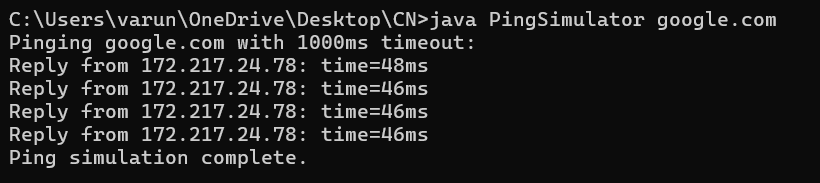 C:\Users\varun\OneDrive\Desktop\CN>java PingSimulator google.com
Pinging google.com with 1000ms timeout:
Reply from 172.217.24.78: time=48ms
Reply from 172.217.24.78: time=46ms
Reply from 172.217.24.78: time=46ms
Reply from 172.217.24.78: time=46ms
Ping simulation complete.